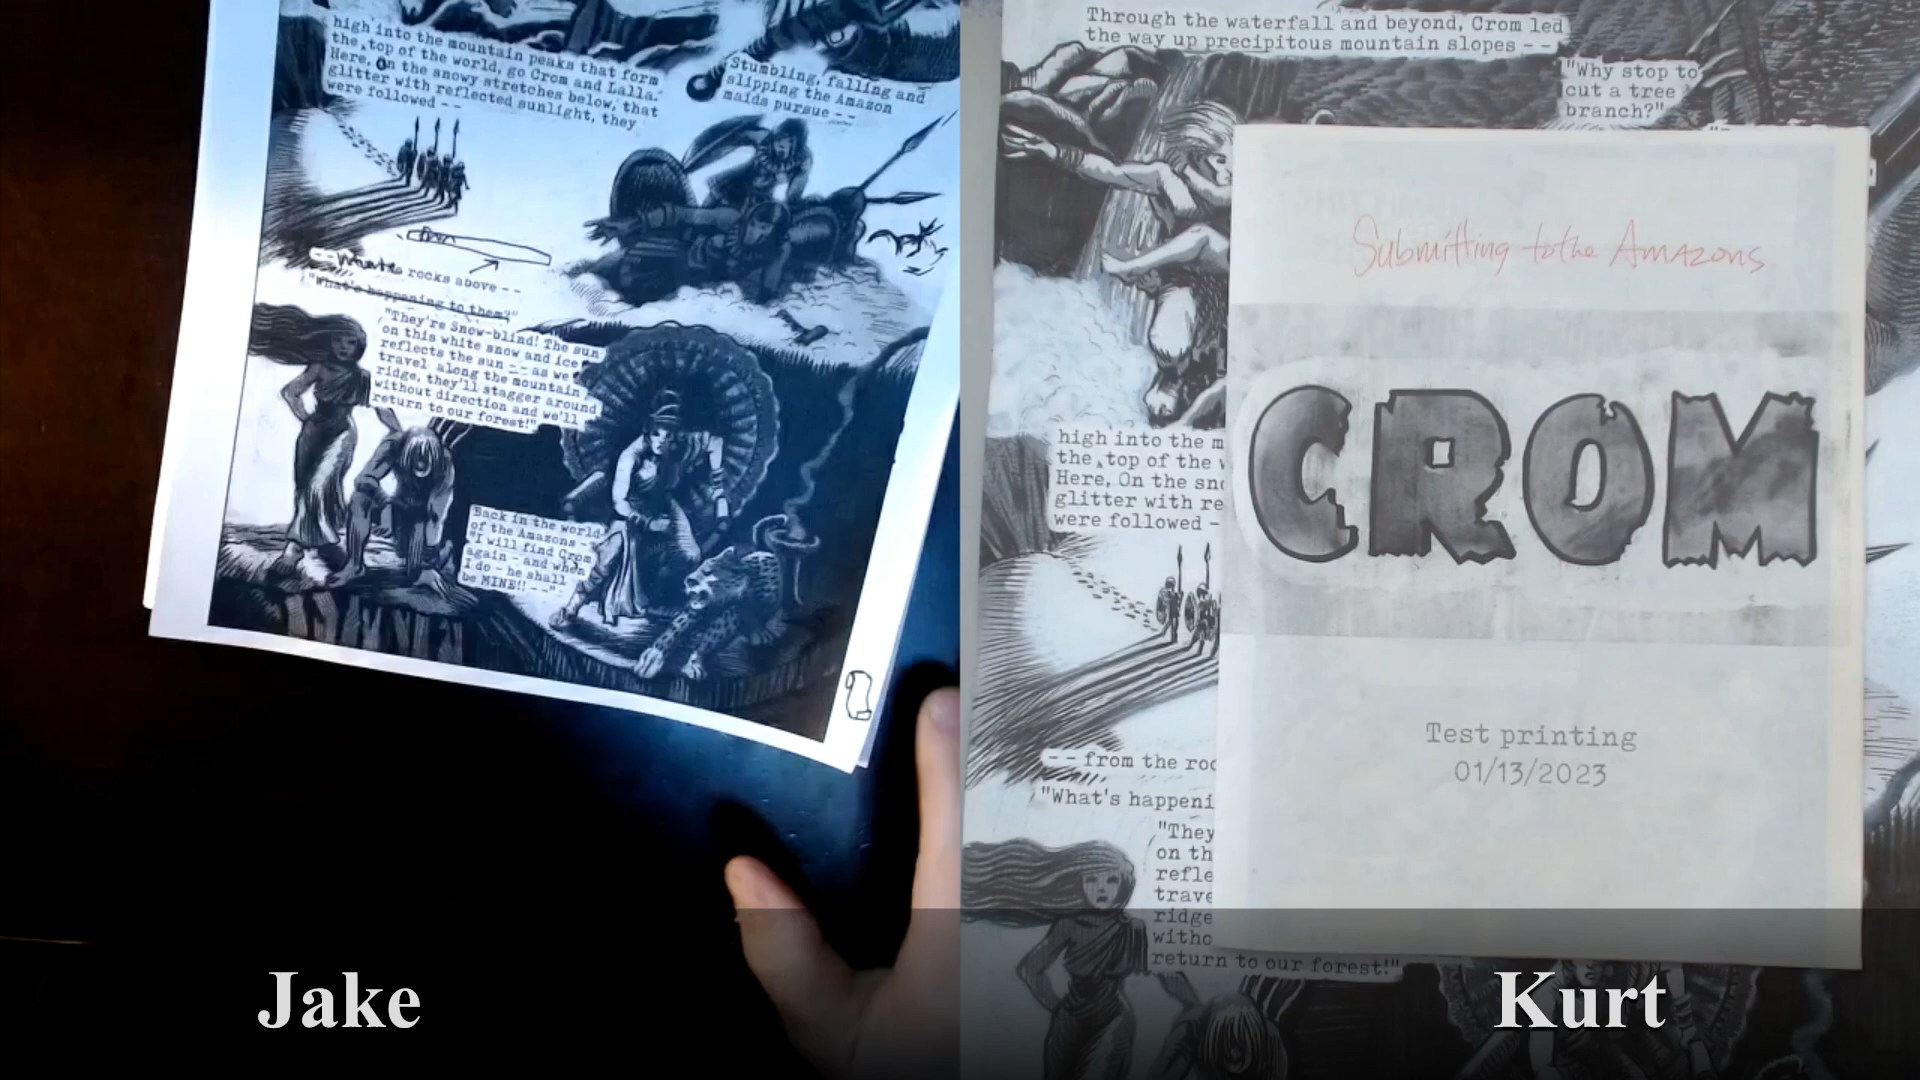 high into the mountain peaks that form
the top of the world, go Crom and Lalla.
Here, On the snowy stretches below, that
glitter with reflected sunlight, they
were followed --
Stumbling, falling and
slipping the Amazon
maids pursue --
rocks above --
"What's happening to them?"
"They're Snow-blind! The sun
on this white snow and ice
reflects the sun -- as we
travel along the mountain
ridge, they'll stagger around
without direction and we'll
return to our forest!"
Back in the world
of the Amazons --
"I will find Crom
again - and when
I do - he shall
be MINE!! --"
Jake
Through the waterfall and beyond, Crom led
the way up precipitous mountain slopes --
"Why stop to
cut a tree
branch?"
Submitting to the Amazons
CROM
Test printing
01/13/2023
high into the m
the top of the w
Here, On the sno
glitter with re
were followed -
-- from the roc
"What's happeni
"They
on th
refle
trave
ridge
witho
return to our forest!"
Kurt